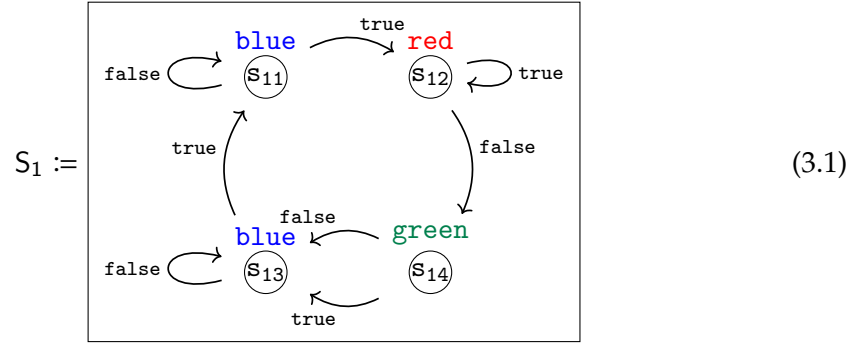 true
blue red
false s₁₁ s₁₂ true
S₁ := true false (3.1)
false
blue green
false s₁₃ s₁₄
true